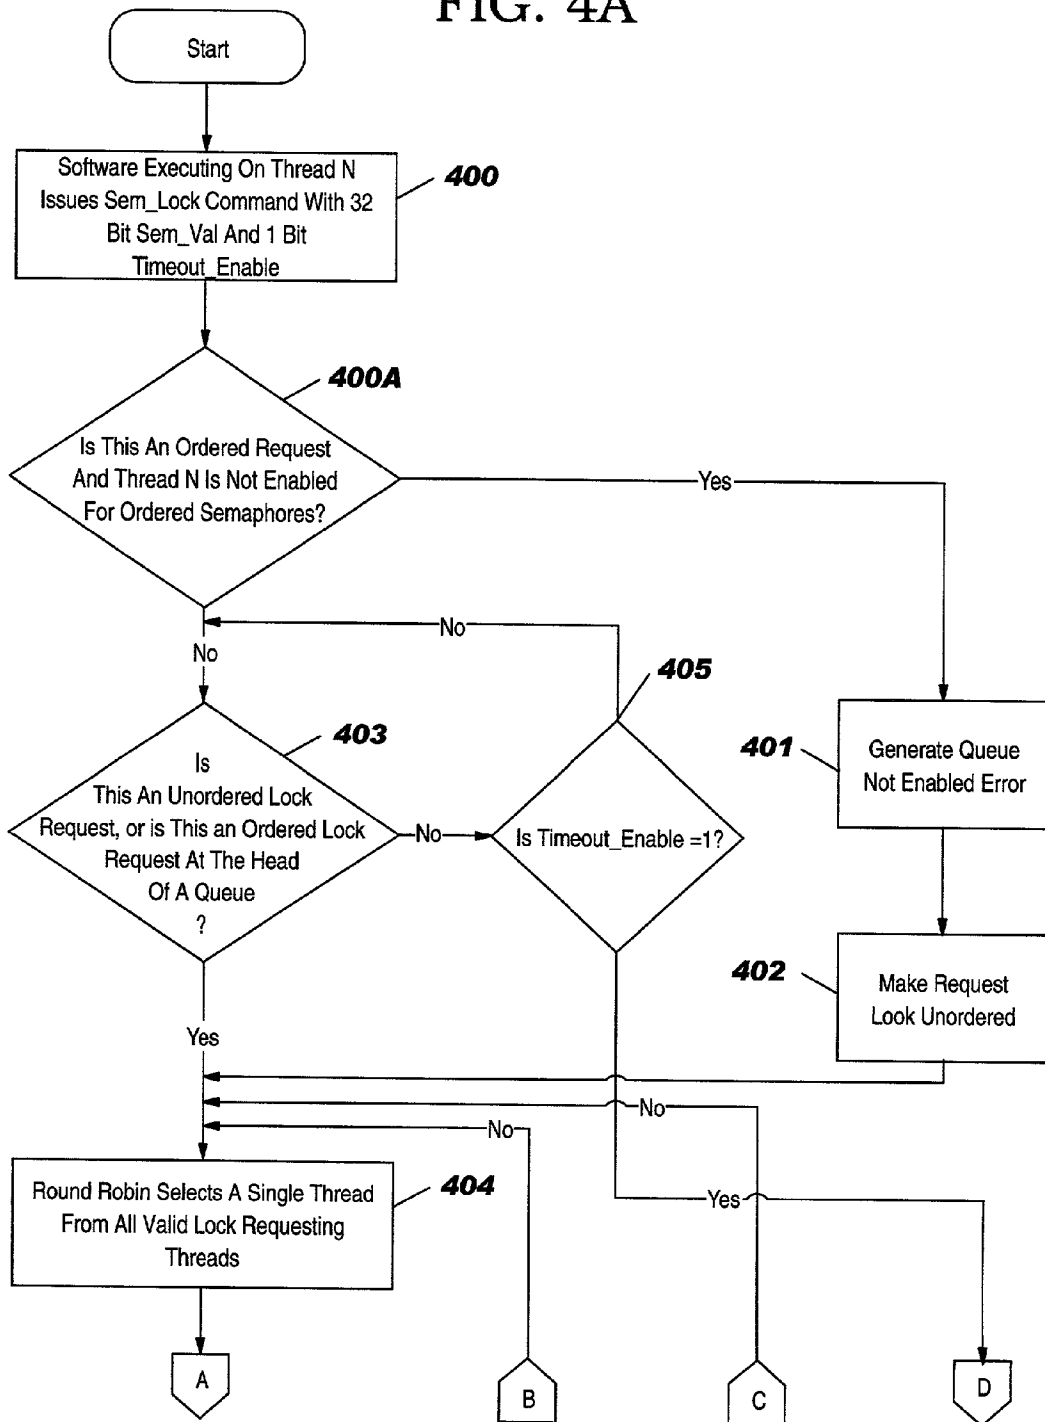 FIG. 4A
Start
Software Executing On Thread N
Issues Sem_Lock Command With 32
Bit Sem_Val And 1 Bit
Timeout_Enable
400
400A
Is This An Ordered Request
And Thread N Is Not Enabled
For Ordered Semaphores?
Yes
No
No
405
403
Is
This An Unordered Lock
Request, or is This an Ordered Lock
Request At The Head
Of A Queue
?
No
Is Timeout_Enable =1?
401
Generate Queue
Not Enabled Error
402
Make Request
Look Unordered
Yes
No
No
Yes
Round Robin Selects A Single Thread
From All Valid Lock Requesting
Threads
404
A
B
C
D